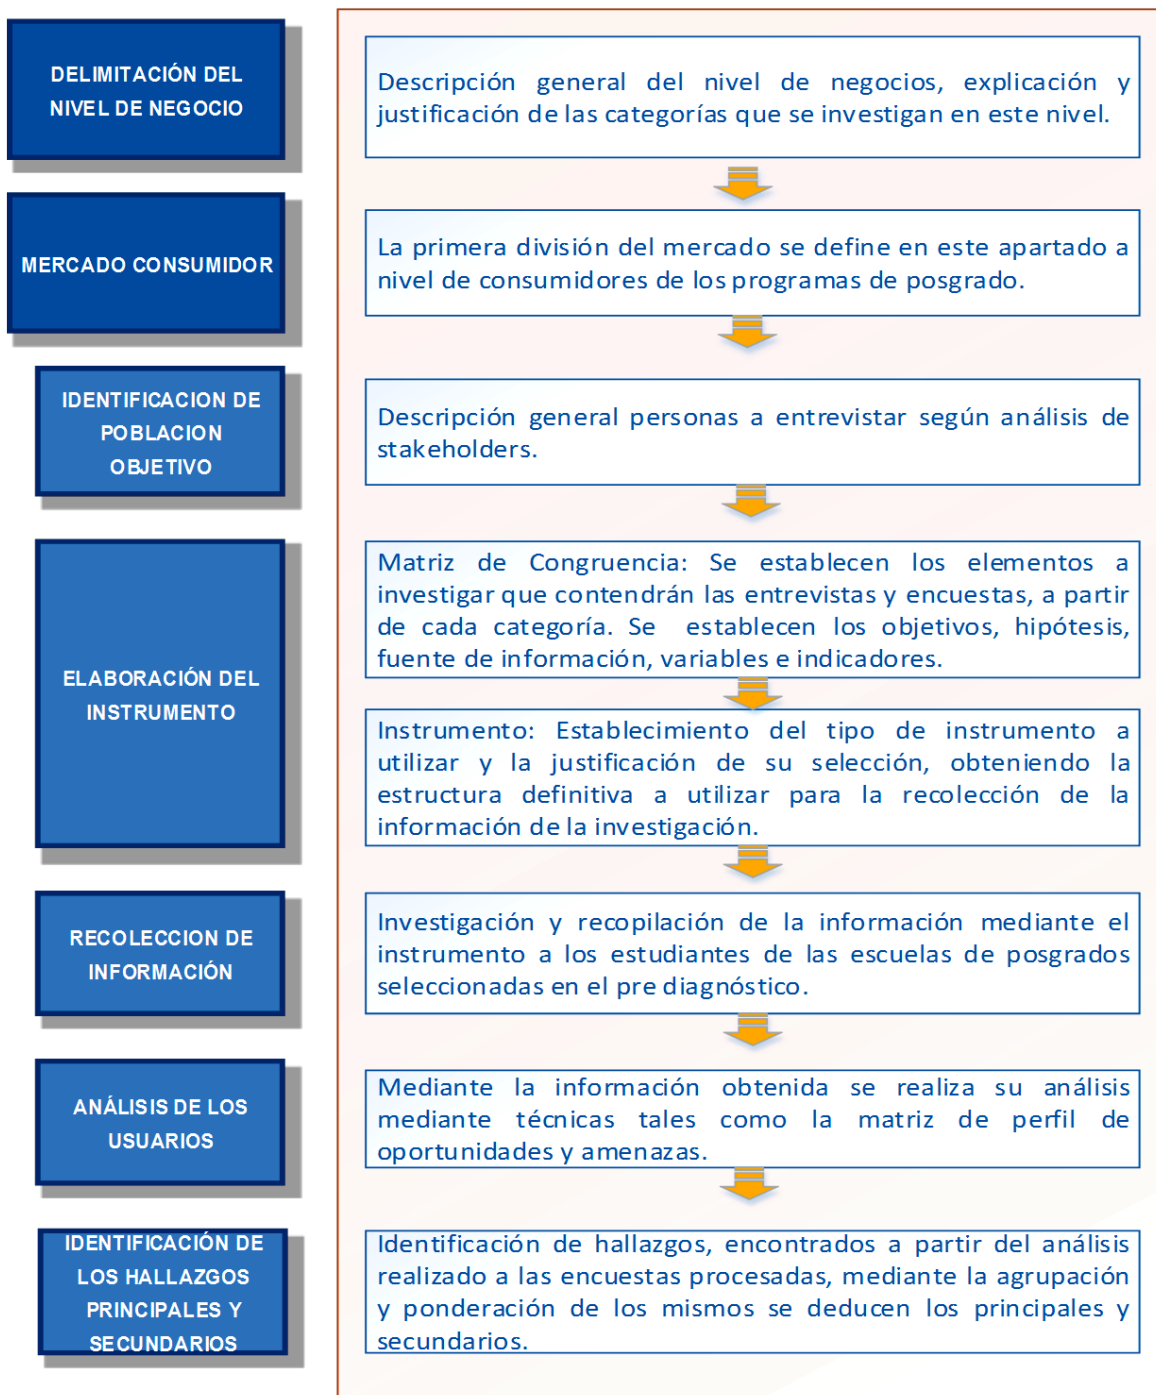 DELIMITACIÓN DEL
NIVEL DE NEGOCIO
Descripción general del nivel de negocios, explicación y
justificación de las categorías que se investigan en este nivel.
MERCADO CONSUMIDOR
La primera división del mercado se define en este apartado a
nivel de consumidores de los programas de posgrado.
IDENTIFICACION DE
POBLACION
OBJETIVO
Descripción general personas a entrevistar según análisis de
stakeholders.
ELABORACIÓN DEL
INSTRUMENTO
Matriz de Congruencia: Se establecen los elementos a
investigar que contendrán las entrevistas y encuestas, a partir
de cada categoría. Se establecen los objetivos, hipótesis,
fuente de información, variables e indicadores.
Instrumento: Establecimiento del tipo de instrumento a
utilizar y la justificación de su selección, obteniendo la
estructura definitiva a utilizar para la recolección de la
información de la investigación.
RECOLECCION DE
INFORMACIÓN
Investigación y recopilación de la información mediante el
instrumento a los estudiantes de las escuelas de posgrados
seleccionadas en el pre diagnóstico.
ANÁLISIS DE LOS
USUARIOS
Mediante la información obtenida se realiza su análisis
mediante técnicas tales como la matriz de perfil de
oportunidades y amenazas.
IDENTIFICACIÓN DE
LOS HALLAZGOS
PRINCIPALES Y
SECUNDARIOS
Identificación de hallazgos, encontrados a partir del análisis
realizado a las encuestas procesadas, mediante la agrupación
y ponderación de los mismos se deducen los principales y
secundarios.